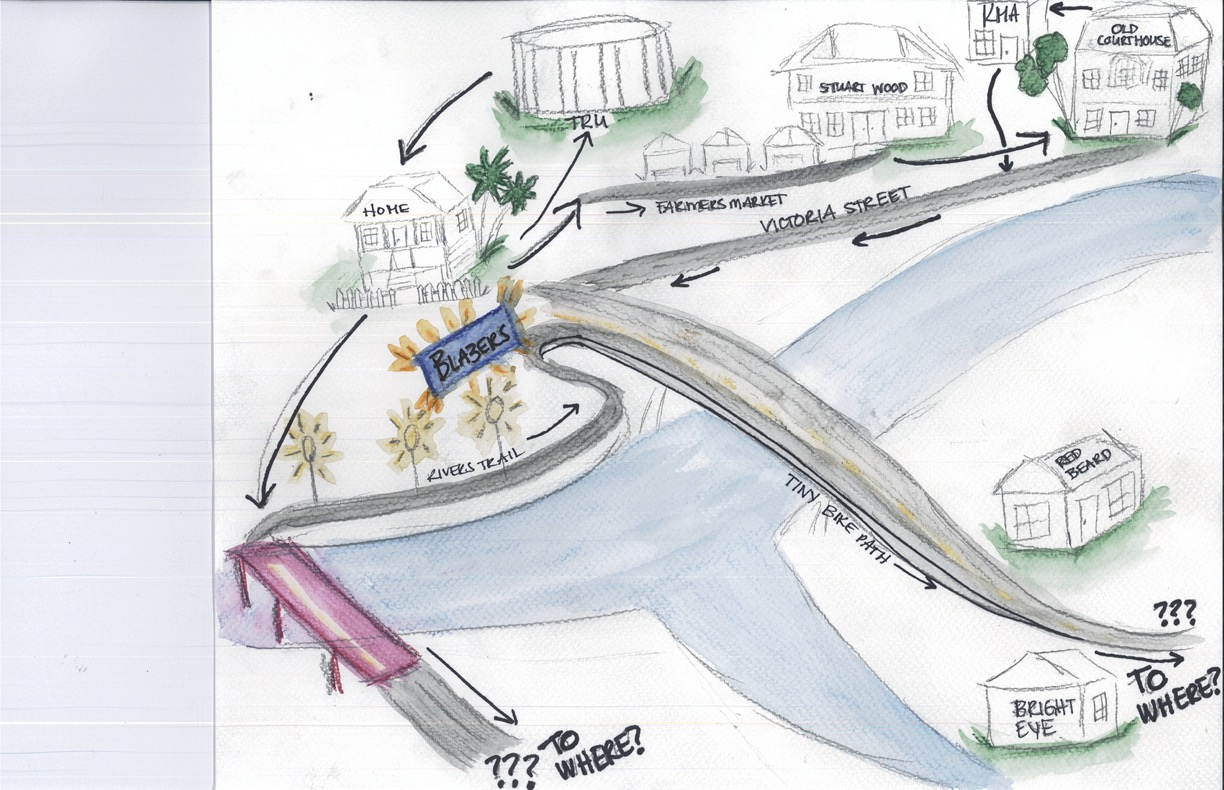 KMA
OLD
COURTHOUSE
STUART WOOD
TRU
HOME
FARMERS MARKET
VICTORIA STREET
BLAZERS
RIVERS TRAIL
RED
BEARD
TINY BIKE PATH
???
TO
WHERE?
BRIGHT
EYE
??? TO
WHERE?